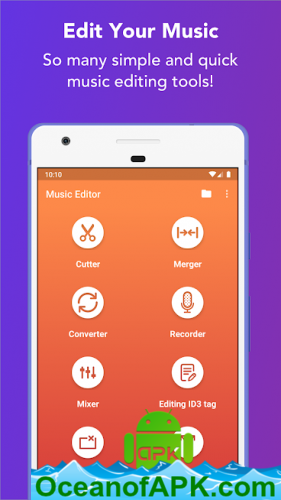 Edit Your Music
So many simple and quick
music editing tools!
10:10
Music Editor
Cutter
Merger
Converter
Recorder
Mixer
Editing ID3 tag
APK
OceanofAPK.com